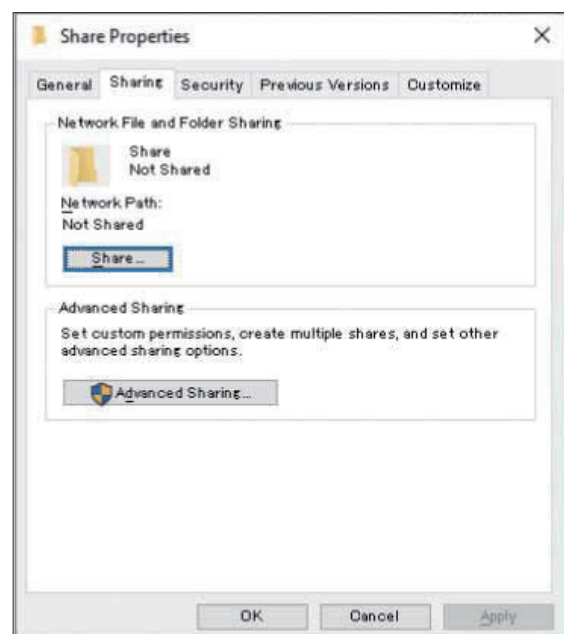 Share Properties
General Sharing Security Previous Versions Customize
Network File and Folder Sharing
Share
Not Shared
Network Path:
Not Shared
Share...
Advanced Sharing
Set custom permissions, create multiple shares, and set other
advanced sharing options.
Advanced Sharing...
OK Cancel Apply